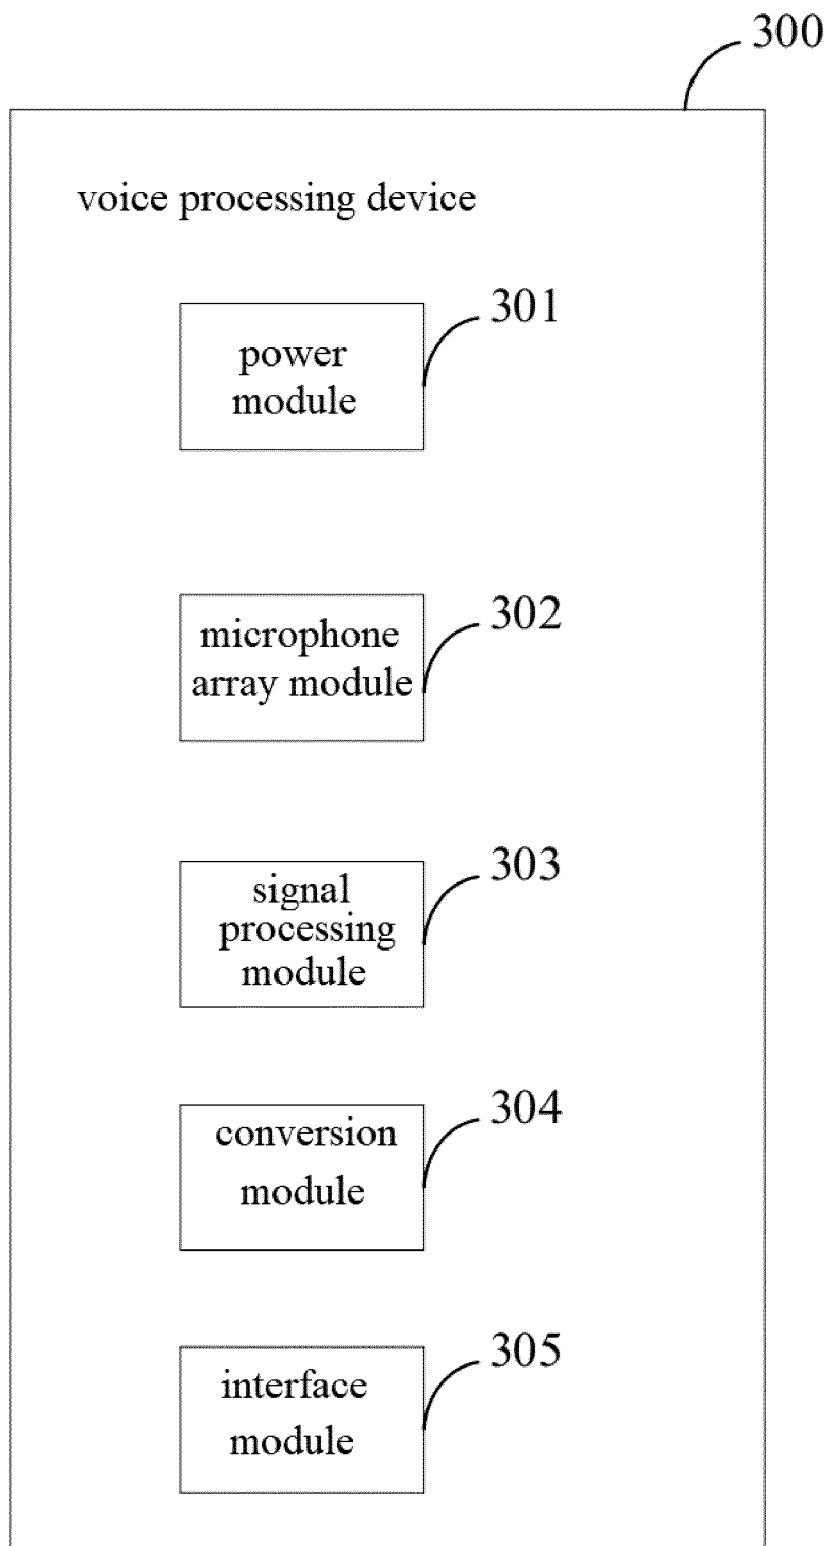 300
voice processing device
301
power
module
302
microphone
array module
303
signal
processing
module
304
conversion
module
305
interface
module